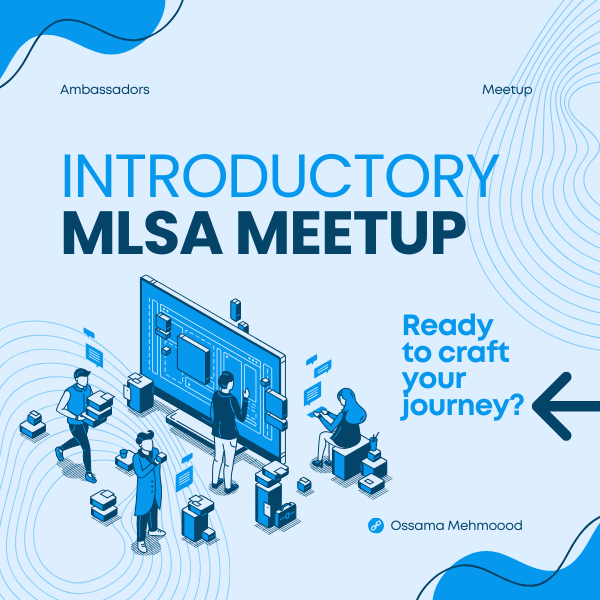 Ambassadors
Meetup
INTRODUCTORY
MLSA MEETUP
Ready
to craft
your
journey?
Ossama Mehmoood